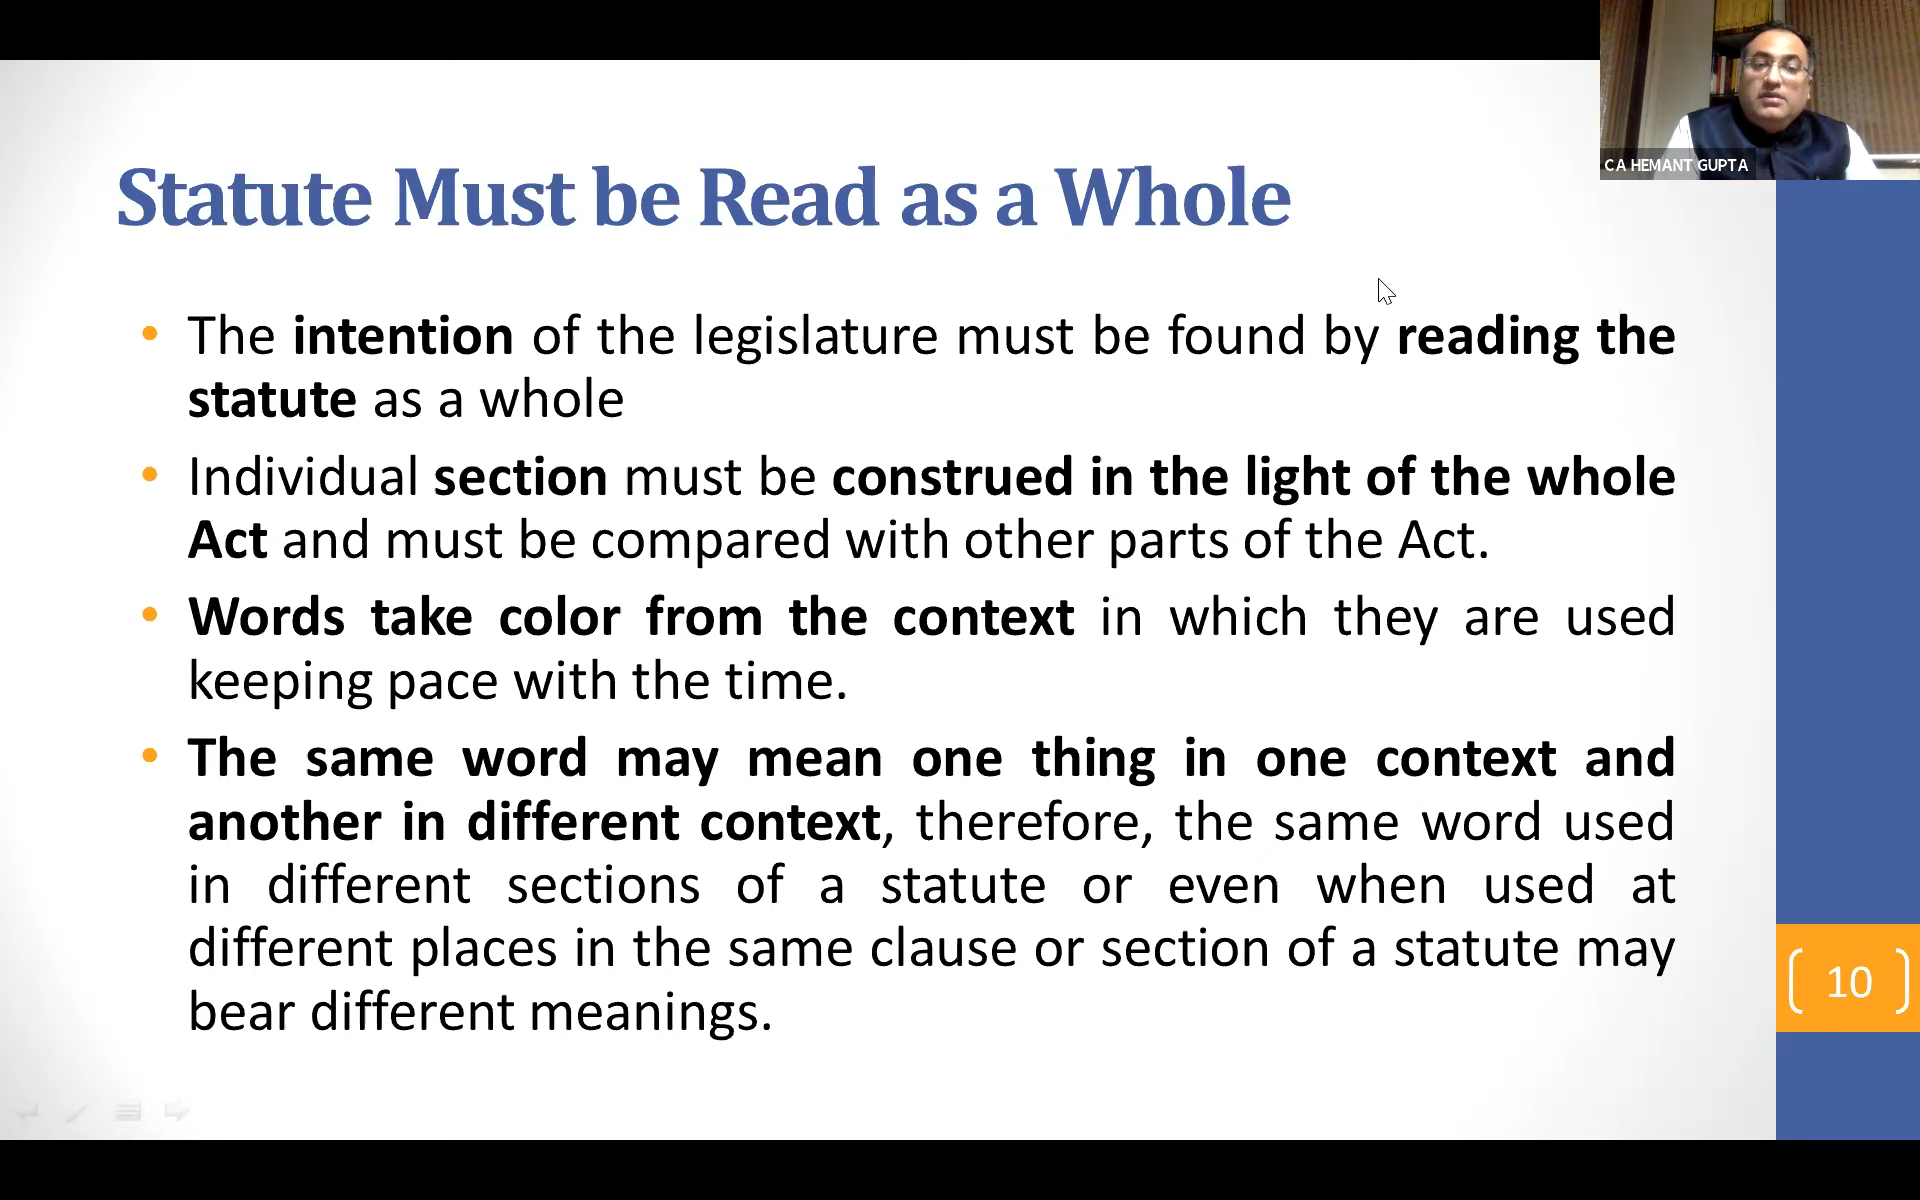 CA HEMANT GUPTA
Statute Must be Read as a Whole
• The intention of the legislature must be found by reading the
statute as a whole
• Individual section must be construed in the light of the whole
Act and must be compared with other parts of the Act.
• Words take color from the context in which they are used
keeping pace with the time.
• The same word may mean one thing in one context and
another in different context, therefore, the same word used
in different sections of a statute or even when used at
different places in the same clause or section of a statute may
bear different meanings.
10